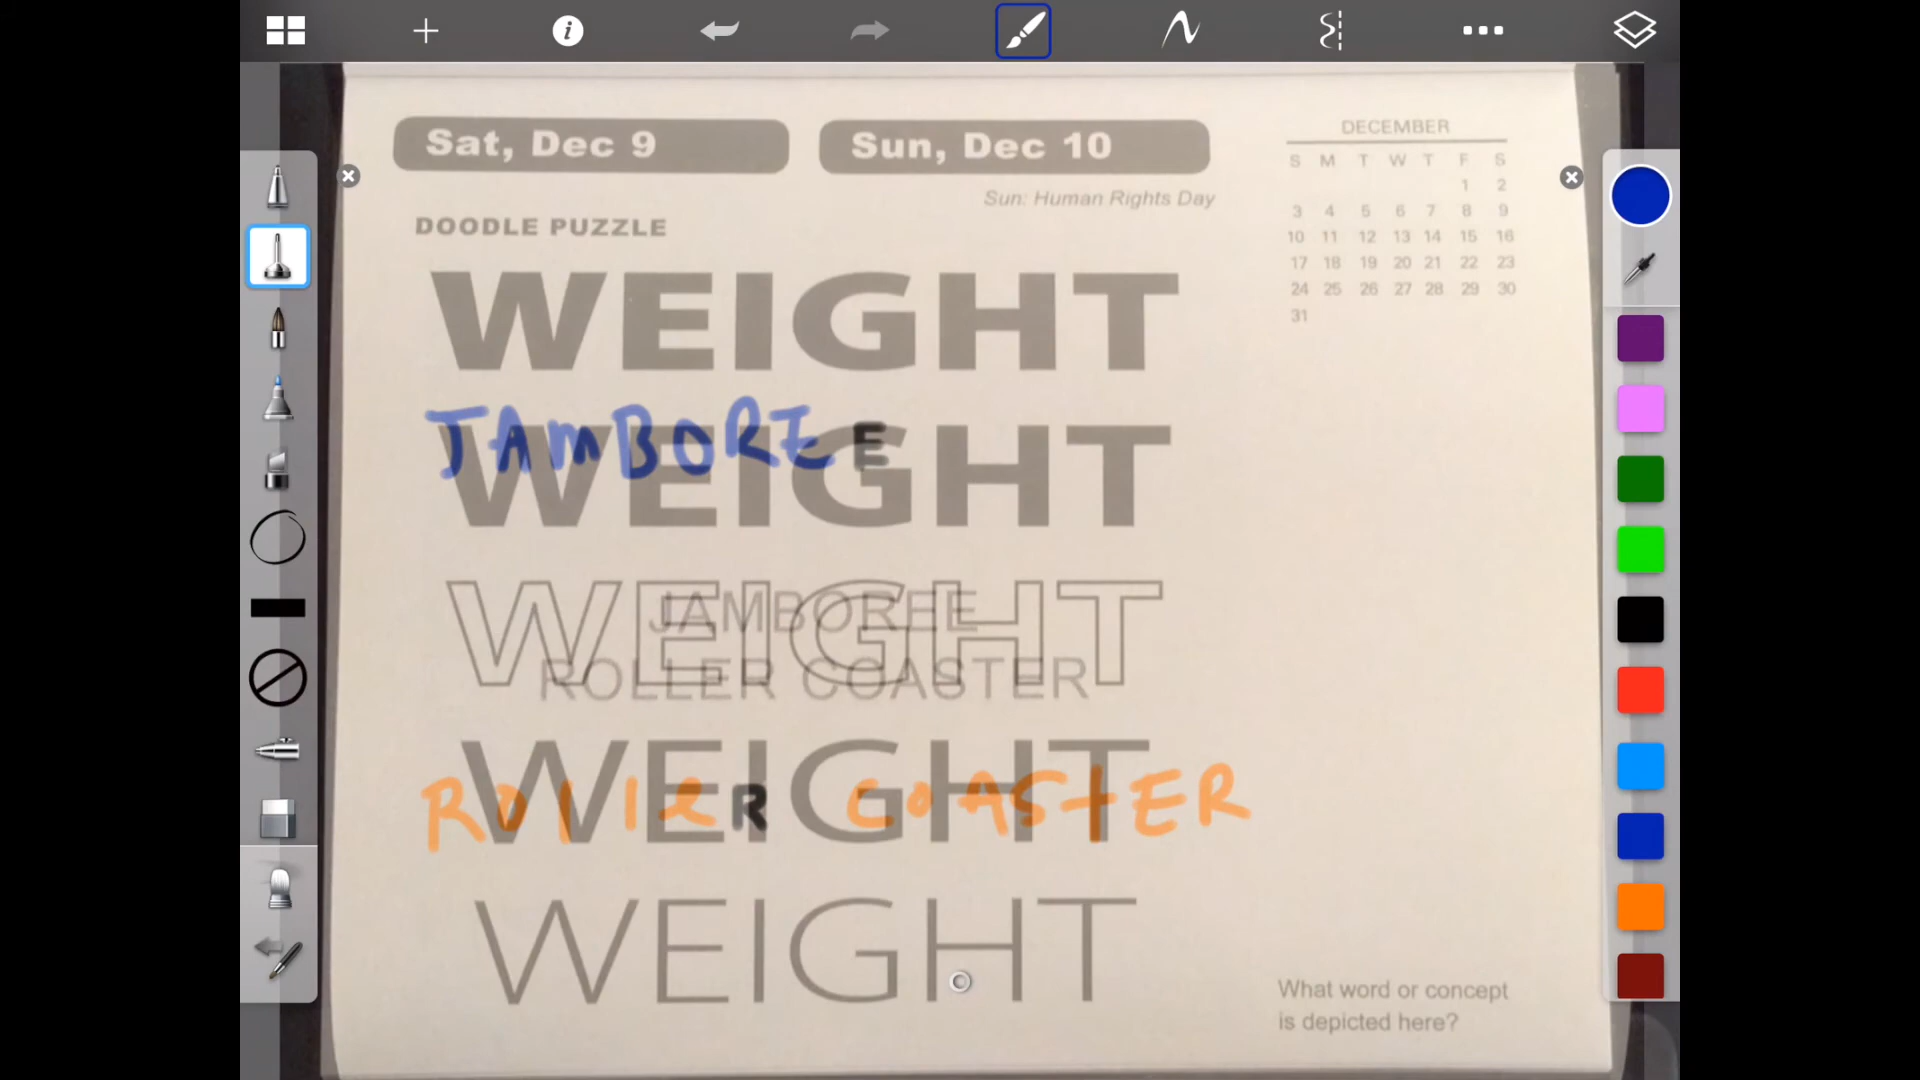 Sat, Dec 9
Sun, Dec 10
DECEMBER
S M T W T F S
1 2
3 4 5 6 7 8 9
10 11 12 13 14 15 16
17 18 19 20 21 22 23
24 25 26 27 28 29 30
31
Sun: Human Rights Day
DOODLE PUZZLE
WEIGHT
JAMBOREE
WEIGHT
WEIGHT
JAMBOREE
ROLLER COASTER
WEIGHT
ROllER COASTER
WEIGHT
What word or concept
is depicted here?